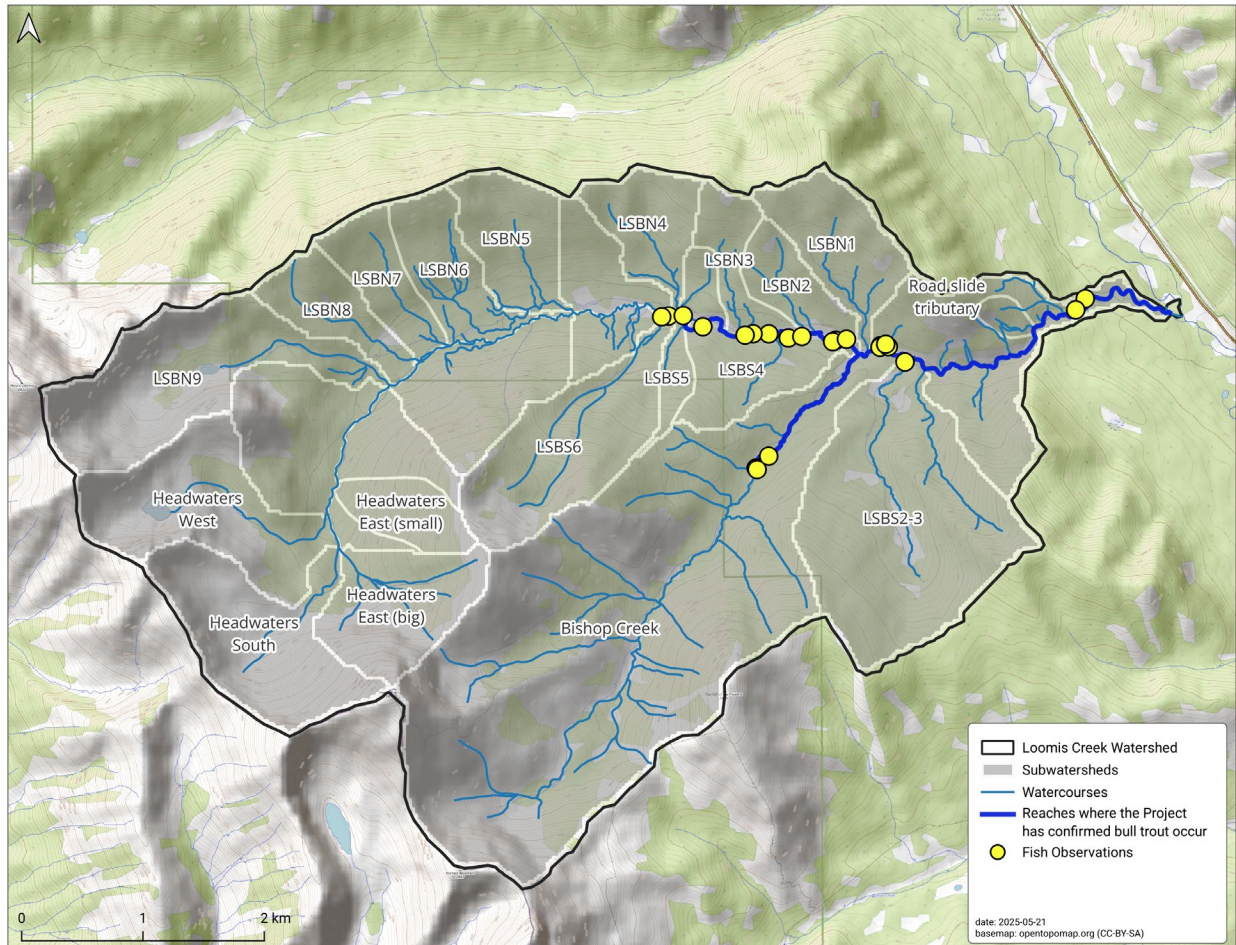 LSBN4
LSBN1
LSBN5
LSBN3
LSBN6
LSBN7
LSBN2
Road slide
tributary
LSBN8
LSBN9
LSBS5
LSBS4
LSBS6
Headwaters
West
Headwaters
East (small)
LSBS2-3
Headwaters
East (big)
Headwaters
South
Bishop Creek
Loomis Creek Watershed
Subwatersheds
Watercourses
Reaches where the Project
has confirmed bull trout occur
Fish Observations
0 1 2 km
date: 2025-05-21
basemap: opentopomap.org (CC-BY-SA)